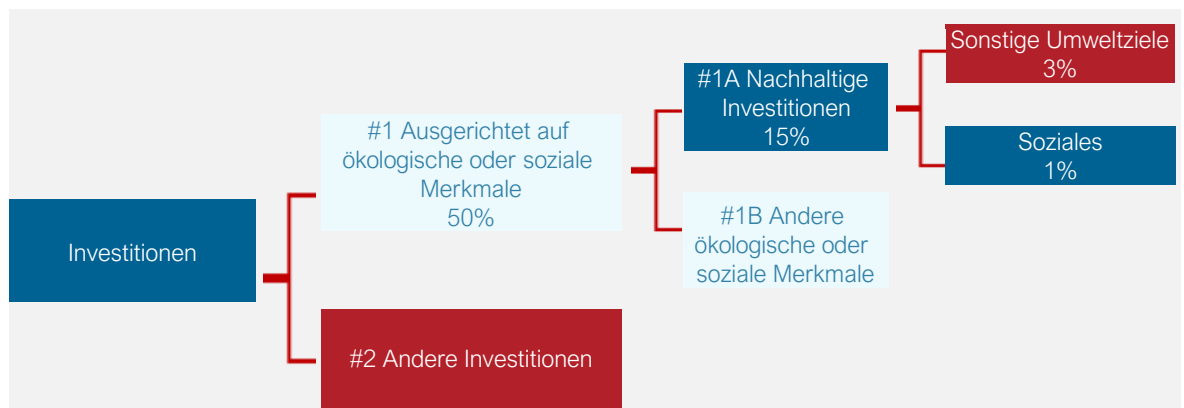 Investitionen
#1 Ausgerichtet auf
ökologische oder soziale
Merkmale
50%
#2 Andere Investitionen
#1A Nachhaltige
Investitionen
15%
#1B Andere
ökologische oder
soziale Merkmale
Sonstige Umweltziele
3%
Soziales
1%